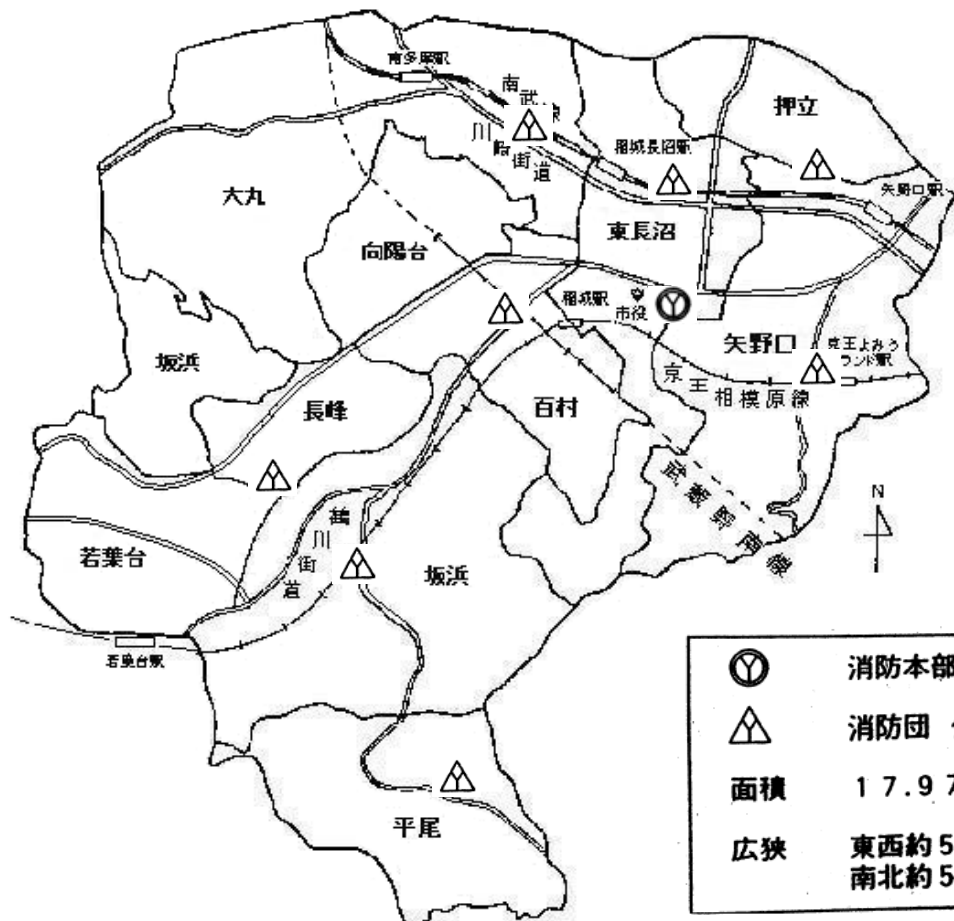 南多摩駅
南武線
川崎街道
押立
稲城長沼駅
矢野口駅
大丸
東長沼
向陽台
稲城駅
市役
矢野口
京王よみうり
ランド駅
京王相模原線
坂浜
長峰
百村
武蔵野南線
N
鶴川街道
若葉台
坂浜
若葉台駅
平尾
消防本部
消防団
面積 17.97
広狭 東西約5
南北約5